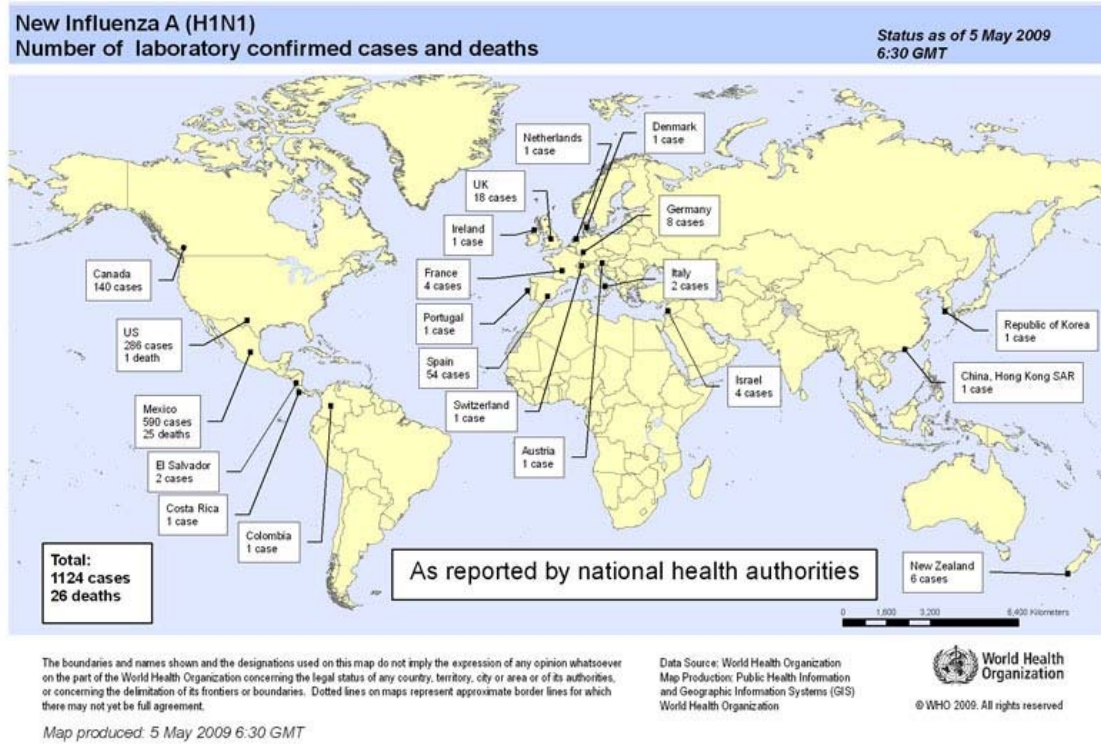 New Influenza A (H1N1)
Number of laboratory confirmed cases and deaths
Status as of 5 May 2009
6:30 GMT
Netherlands
1 case
Denmark
1 case
UK
18 cases
Germany
8 cases
Ireland
1 case
Canada
140 cases
France
4 cases
Italy
2 cases
Portugal
1 case
Republic of Korea
1 case
US
286 cases
1 death
Spain
54 cases
Israel
4 cases
China, Hong Kong SAR
1 case
Mexico
590 cases
25 deaths
Switzerland
1 case
Austria
1 case
El Salvador
2 cases
Costa Rica
1 case
Colombia
1 case
Total:
1124 cases
26 deaths
As reported by national health authorities
New Zealand
6 cases
0 1,600 3,200 6,400 Kilometers
The boundaries and names shown and the designations used on this map do not imply the expression of any opinion whatsoever
on the part of the World Health Organization concerning the legal status of any country, territory, city or area or of its authorities,
or concerning the delimitation of its frontiers or boundaries. Dotted lines on maps represent approximate border lines for which
there may not yet be full agreement.
Data Source: World Health Organization
Map Production: Public Health Information
and Geographic Information Systems (GIS)
World Health Organization
World Health
Organization
© WHO 2009. All rights reserved
Map produced: 5 May 2009 6:30 GMT